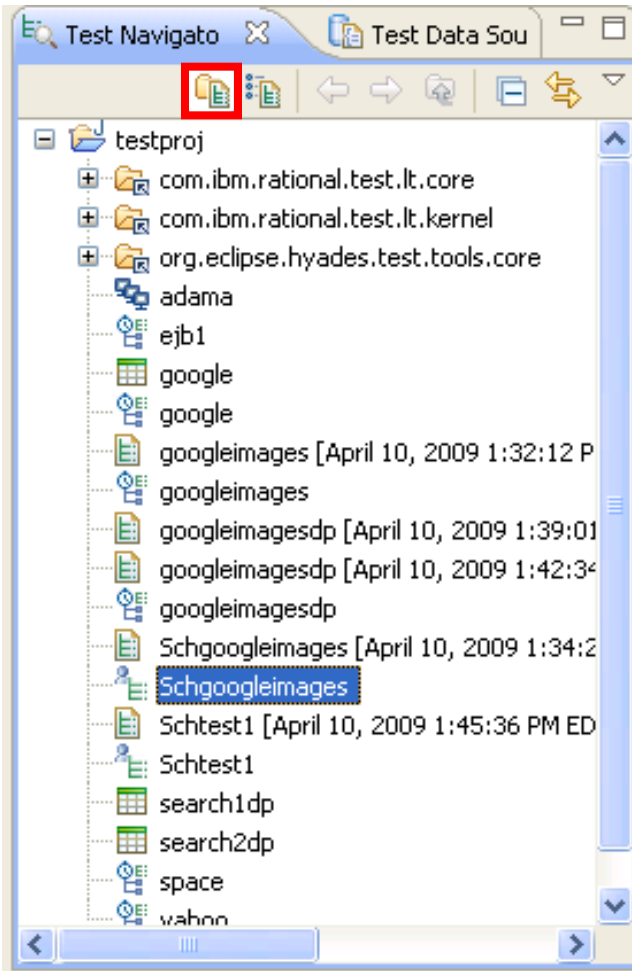 Test Navigato
Test Data Sou
testproj
com.ibm.rational.test.lt.core
com.ibm.rational.test.lt.kernel
org.eclipse.hyades.test.tools.core
adama
ejb1
google
google
googleimages [April 10, 2009 1:32:12 P
googleimages
googleimagesdp [April 10, 2009 1:39:01
googleimagesdp [April 10, 2009 1:42:34
googleimagesdp
Schgoogleimages [April 10, 2009 1:34:2
Schgoogleimages
Schtest1 [April 10, 2009 1:45:36 PM ED
Schtest1
search1dp
search2dp
space
yahoo